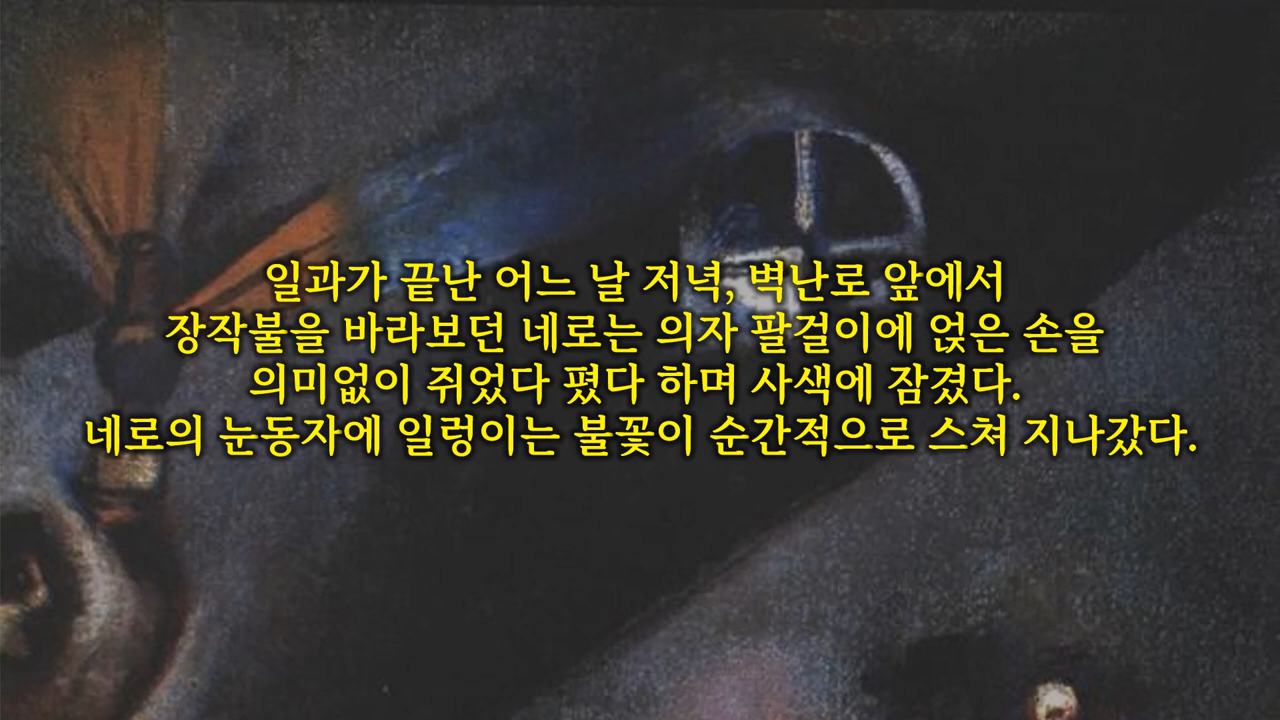 일과가 끝난 어느 날 저녁, 벽난로 앞에서
장작불을 바라보던 네로는 의자 팔걸이에 얹은 손을
의미없이 쥐었다 폈다 하며 사색에 잠겼다.
네로의 눈동자에 일렁이는 불꽃이 순간적으로 스쳐 지나갔다.